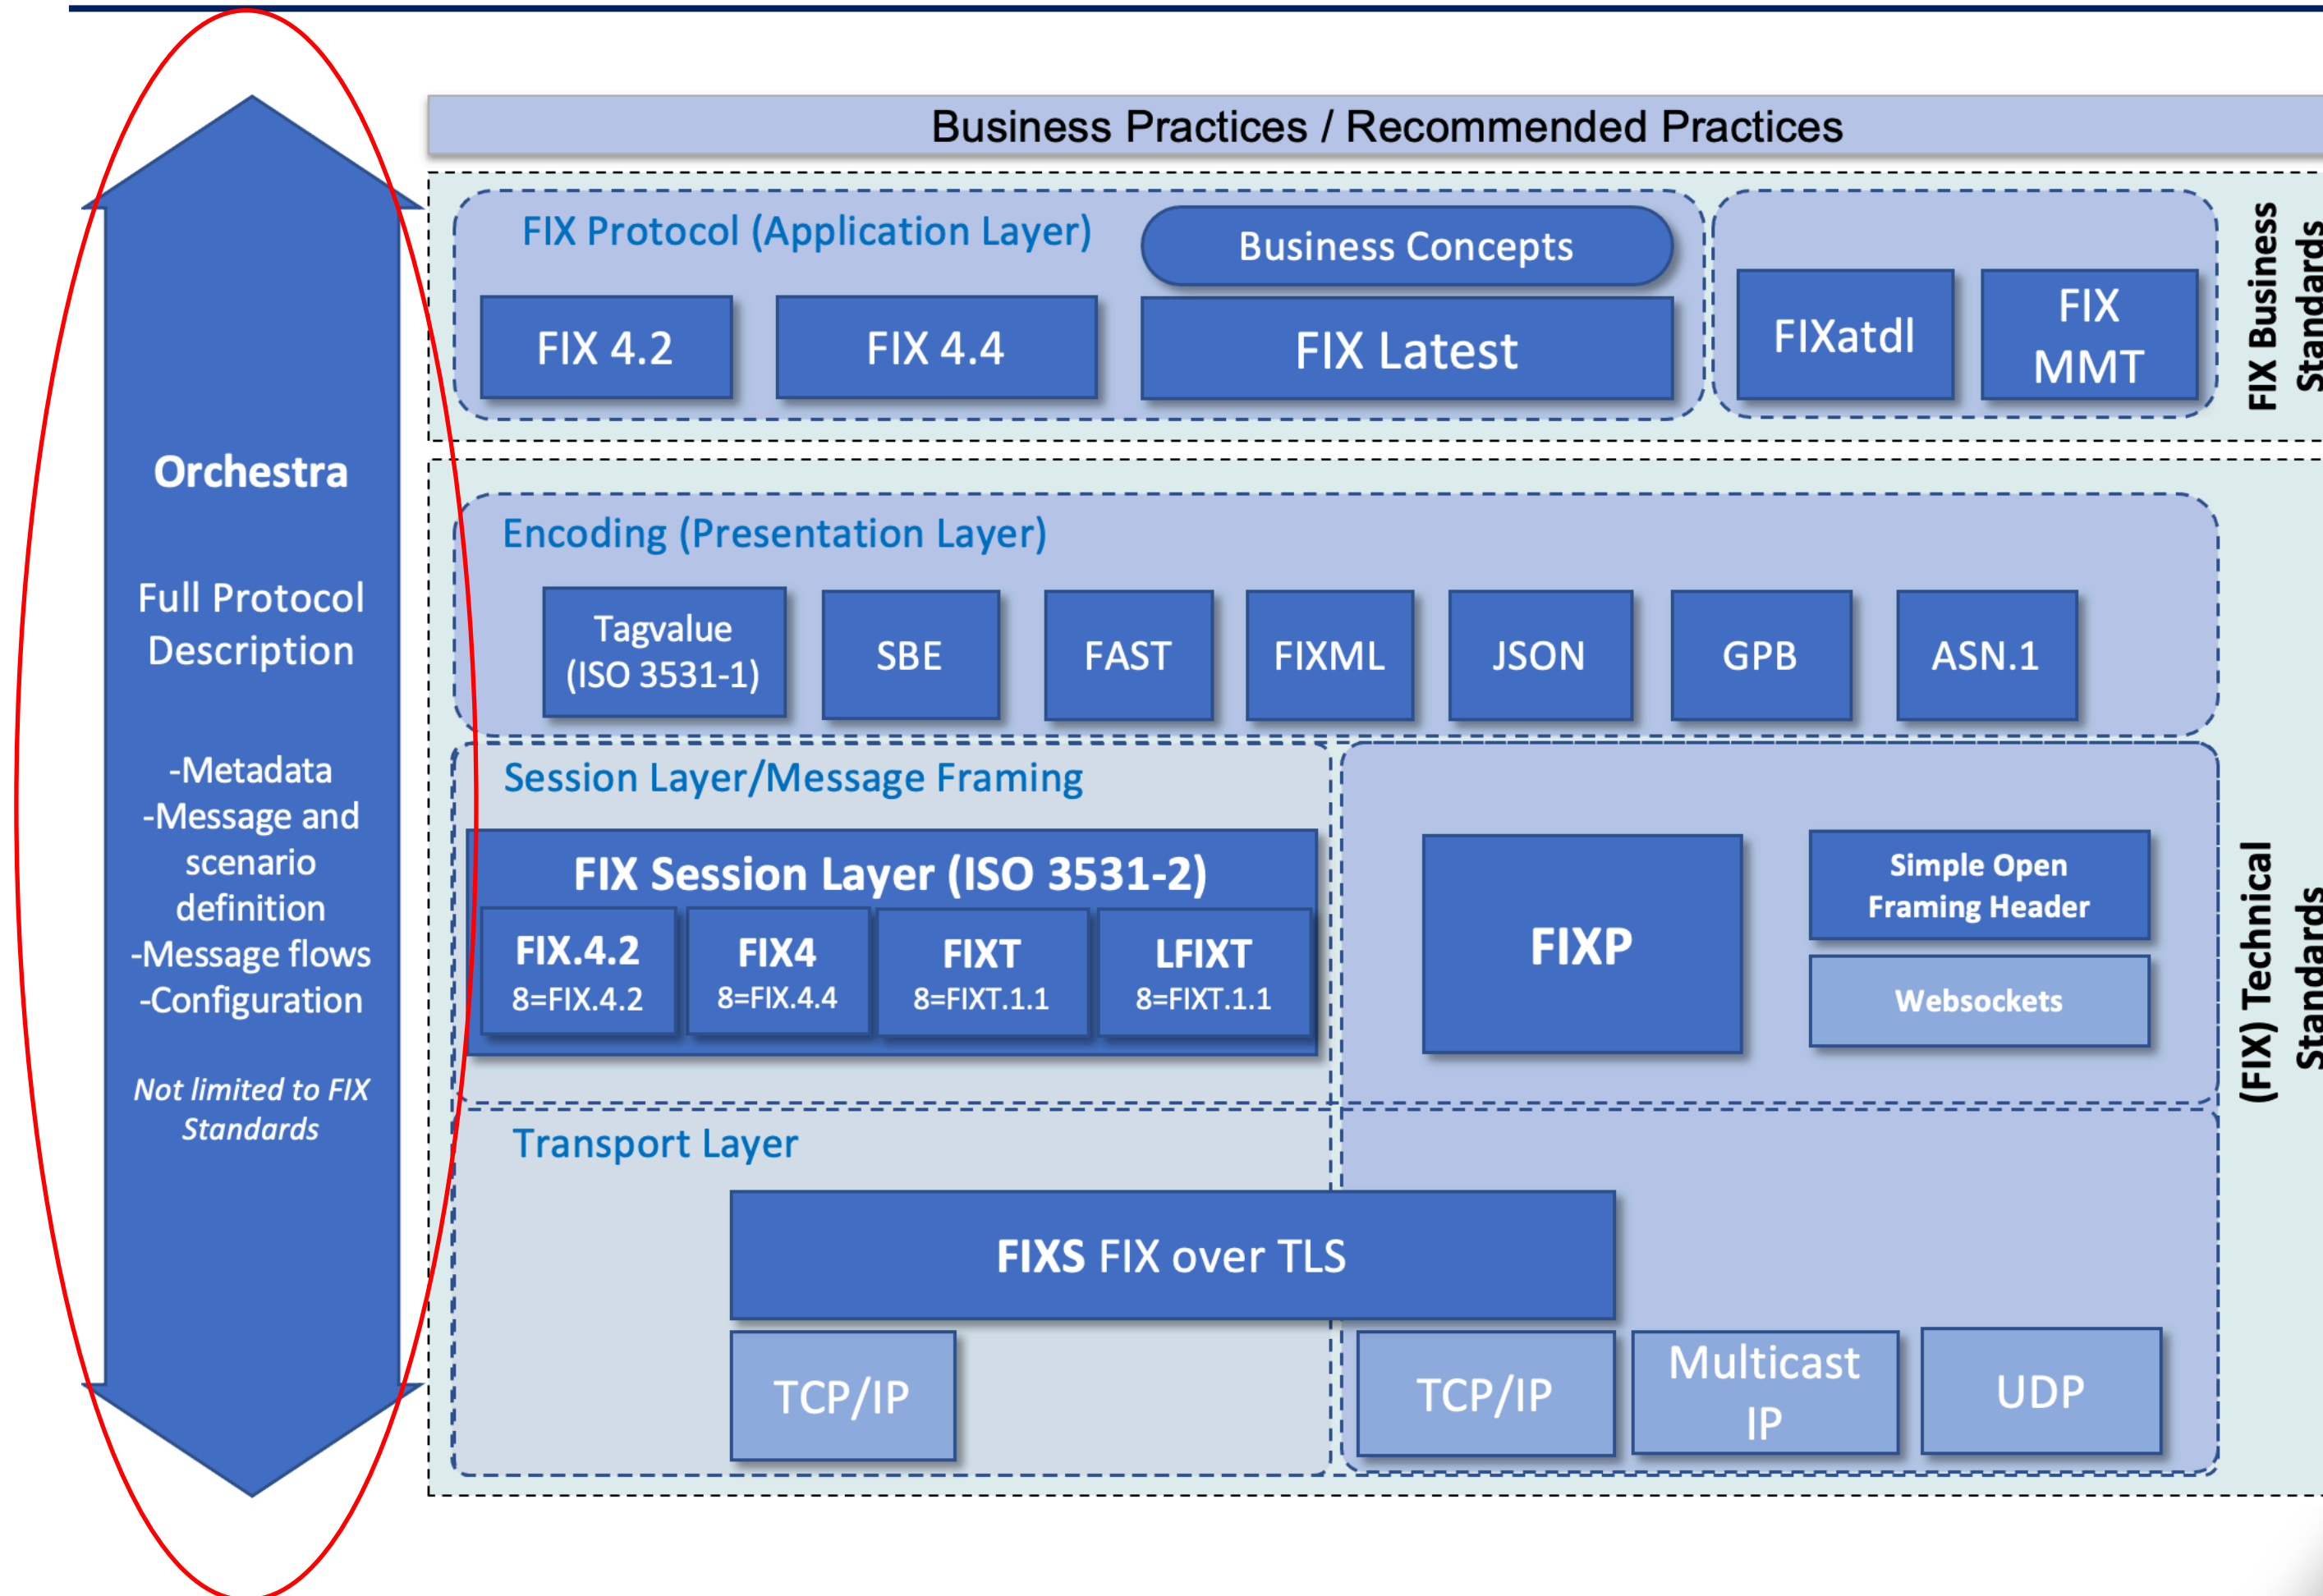 Business Practices / Recommended Practices
Orchestra
Full Protocol
Description
-Metadata
-Message and
scenario
definition
-Message flows
-Configuration
Not limited to FIX
Standards
FIX Protocol (Application Layer)
Business Concepts
FIX 4.2
FIX 4.4
FIX Latest
FIXatdl
FIX
MMT
FIX Business
Standards
Encoding (Presentation Layer)
Tagvalue
(ISO 3531-1)
SBE
FAST
FIXML
JSON
GPB
ASN.1
Session Layer/Message Framing
FIX Session Layer (ISO 3531-2)
FIX.4.2
8=FIX.4.2
FIX4
8=FIX.4.4
FIXT
8=FIXT.1.1
LFIXT
8=FIXT.1.1
FIXP
Simple Open
Framing Header
Websockets
(FIX) Technical
Standards
Transport Layer
FIXS FIX over TLS
TCP/IP
TCP/IP
Multicast
IP
UDP